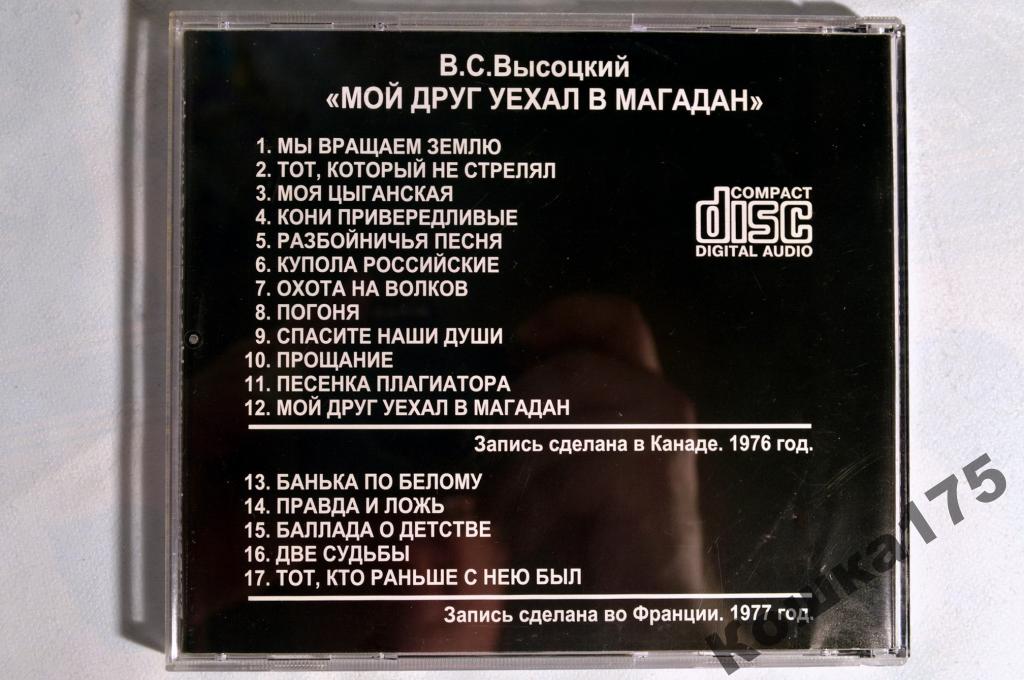 В.С.Высоцкий
«МОЙ ДРУГ УЕХАЛ В МАГАДАН»
1. МЫ ВРАЩАЕМ ЗЕМЛЮ
2. ТОТ, КОТОРЫЙ НЕ СТРЕЛЯЛ
3. МОЯ ЦЫГАНСКАЯ
4. КОНИ ПРИВЕРЕДЛИВЫЕ
5. РАЗБОЙНИЧЬЯ ПЕСНЯ
6. КУПОЛА РОССИЙСКИЕ
7. ОХОТА НА ВОЛКОВ
8. ПОГОНЯ
9. СПАСИТЕ НАШИ ДУШИ
10. ПРОЩАНИЕ
11. ПЕСЕНКА ПЛАГИАТОРА
12. МОЙ ДРУГ УЕХАЛ В МАГАДАН
COMPACT
disc
DIGITAL AUDIO
Запись сделана в Канаде. 1976 год.
13. БАНЬКА ПО БЕЛОМУ
14. ПРАВДА И ЛОЖЬ
15. БАЛЛАДА О ДЕТСТВЕ
16. ДВЕ СУДЬБЫ
17. ТОТ, КТО РАНЬШЕ С НЕЮ БЫЛ
Запись сделана во Франции. 1977 год.
Кошка175